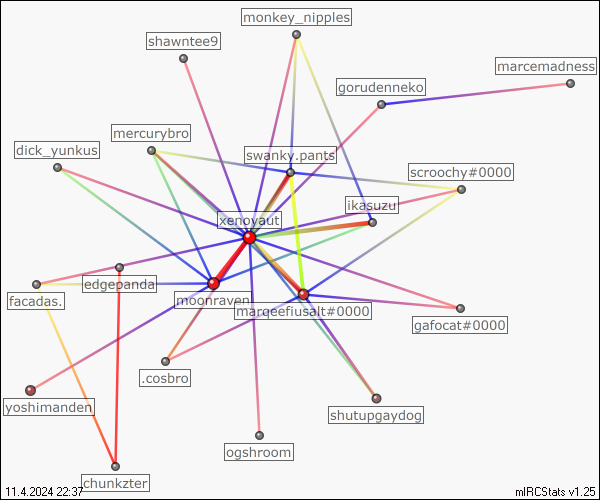 monkey_nipples
shawntee9
marcemadness
gorudenneko
mercurybro
dick_yunkus
swanky.pants
scroochy#0000
ikasuzu
xenoyaut
edgepanda
facadas.
moonraven
marqeefiusalt#0000
gafocat#0000
.cosbro
yoshimanden
shutupgaydog
ogshroom
chunkzter
11.4.2024 22:37
mIRCStats v1.25